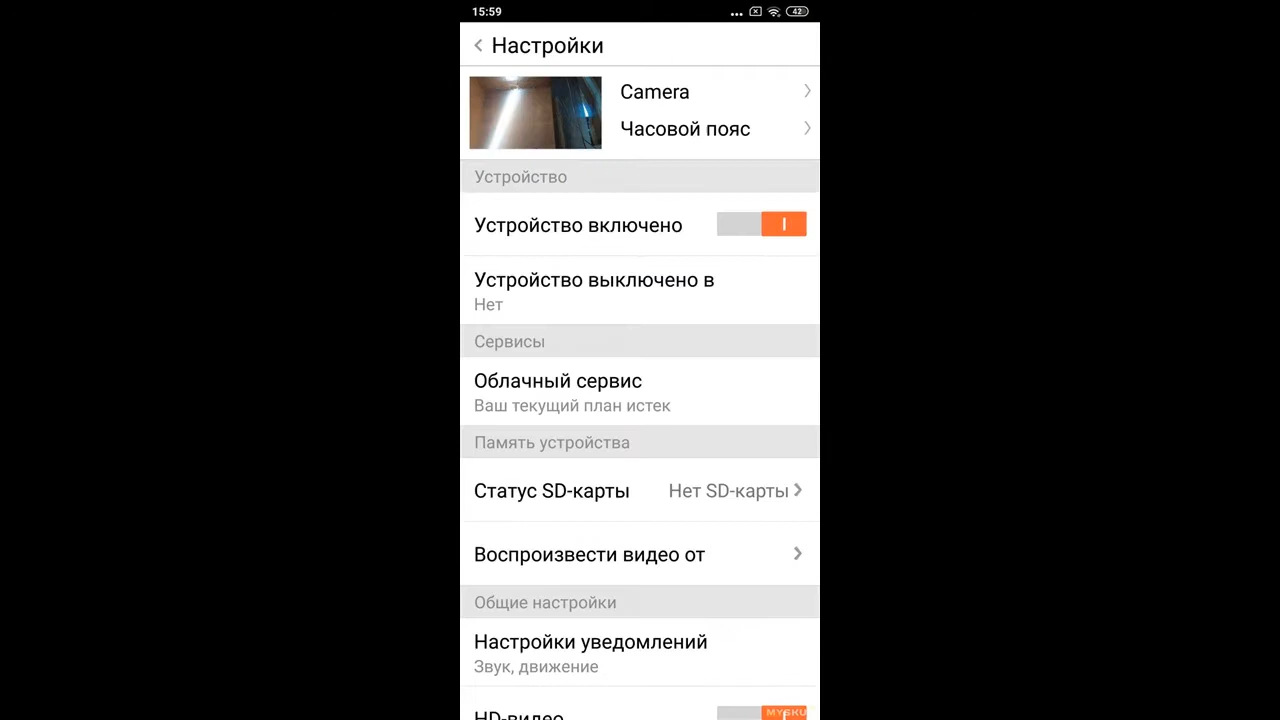 15:59
42
Настройки
Camera
Часовой пояс
Устройство
Устройство включено
Устройство выключено в
Нет
Сервисы
Облачный сервис
Ваш текущий план истек
Память устройства
Статус SD-карты Нет SD-карты
Воспроизвести видео от
Общие настройки
Настройки уведомлений
Звук, движение
HD-видео
MYSKU